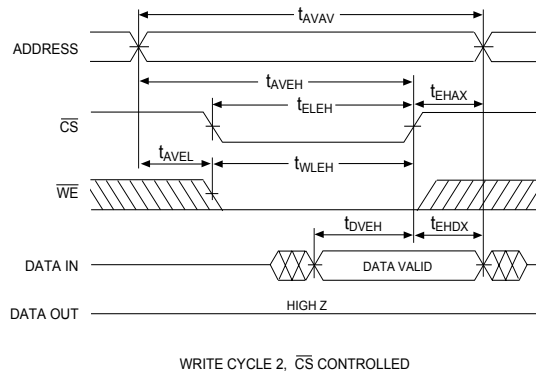 tAVAV
ADDRESS
tAVEH
tELEH
tEHAX
CS
tAVEL
tWLEH
WE
tDVEH
tEHDX
DATA IN
DATA VALID
DATA OUT
HIGH Z
WRITE CYCLE 2, CS CONTROLLED